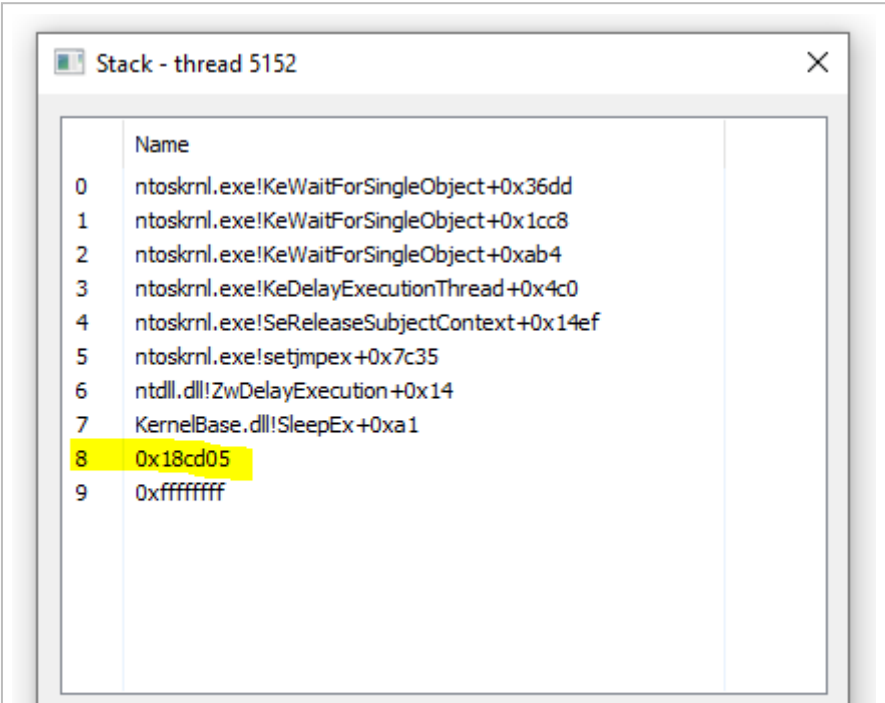 Stack - thread 5152
Name
0 ntoskrnl.exe!KeWaitForSingleObject+0x36dd
1 ntoskrnl.exe!KeWaitForSingleObject+0x1cc8
2 ntoskrnl.exe!KeWaitForSingleObject+0xab4
3 ntoskrnl.exe!KeDelayExecutionThread+0x4c0
4 ntoskrnl.exe!SeReleaseSubjectContext+0x14ef
5 ntoskrnl.exe!setjmpex+0x7c35
6 ntdll.dll!ZwDelayExecution+0x14
7 KernelBase.dll!SleepEx+0xa1
8 0x18cd05
9 0xffffffff